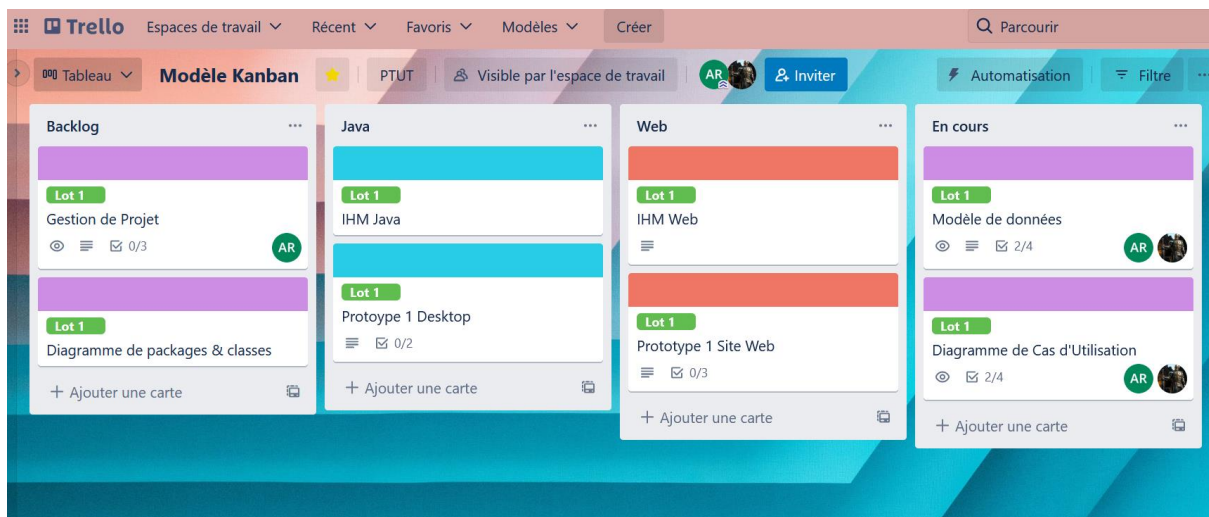 Trello Espaces de travail Récent Favoris Modèles Créer Parcourir
Tableau Modèle Kanban PTUT Visible par l'espace de travail AR Inviter Automatisation Filtre
Backlog
Lot 1
Gestion de Projet
0/3 AR
Lot 1
Diagramme de packages & classes
+ Ajouter une carte
Java
Lot 1
IHM Java
Lot 1
Protoype 1 Desktop
0/2
+ Ajouter une carte
Web
Lot 1
IHM Web
Lot 1
Prototype 1 Site Web
0/3
+ Ajouter une carte
En cours
Lot 1
Modèle de données
2/4 AR
Lot 1
Diagramme de Cas d'Utilisation
2/4 AR
+ Ajouter une carte